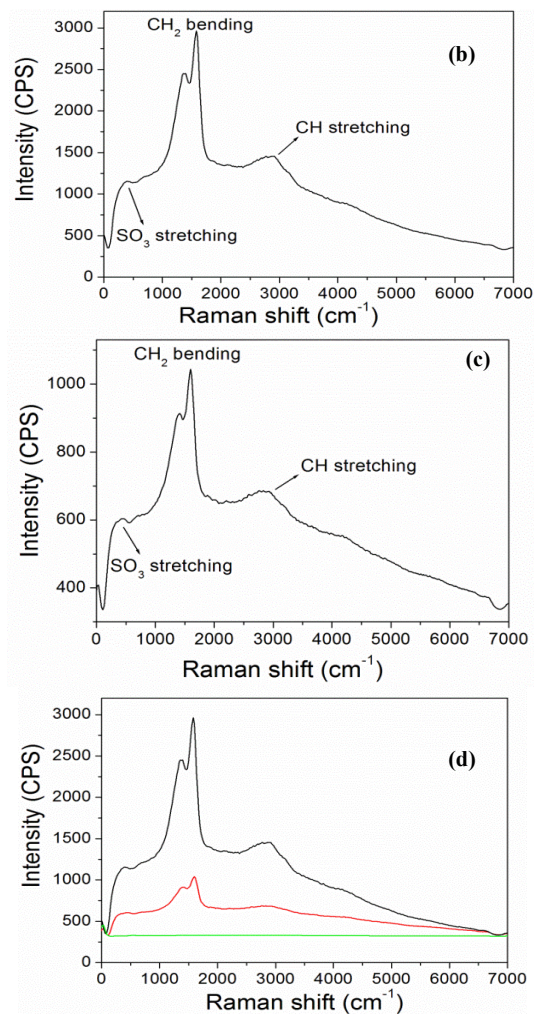 CH₂ bending
(b)
3000
2500
2000
1500
1000
500
0
Intensity (CPS)
CH stretching
SO₃ stretching
0 1000 2000 3000 4000 5000 6000 7000
Raman shift (cm⁻¹)
CH₂ bending
(c)
1000
800
600
400
Intensity (CPS)
CH stretching
SO₃ stretching
0 1000 2000 3000 4000 5000 6000 7000
Raman shift (cm⁻¹)
(d)
3000
2500
2000
1500
1000
500
0
Intensity (CPS)
0 1000 2000 3000 4000 5000 6000 7000
Raman shift (cm⁻¹)